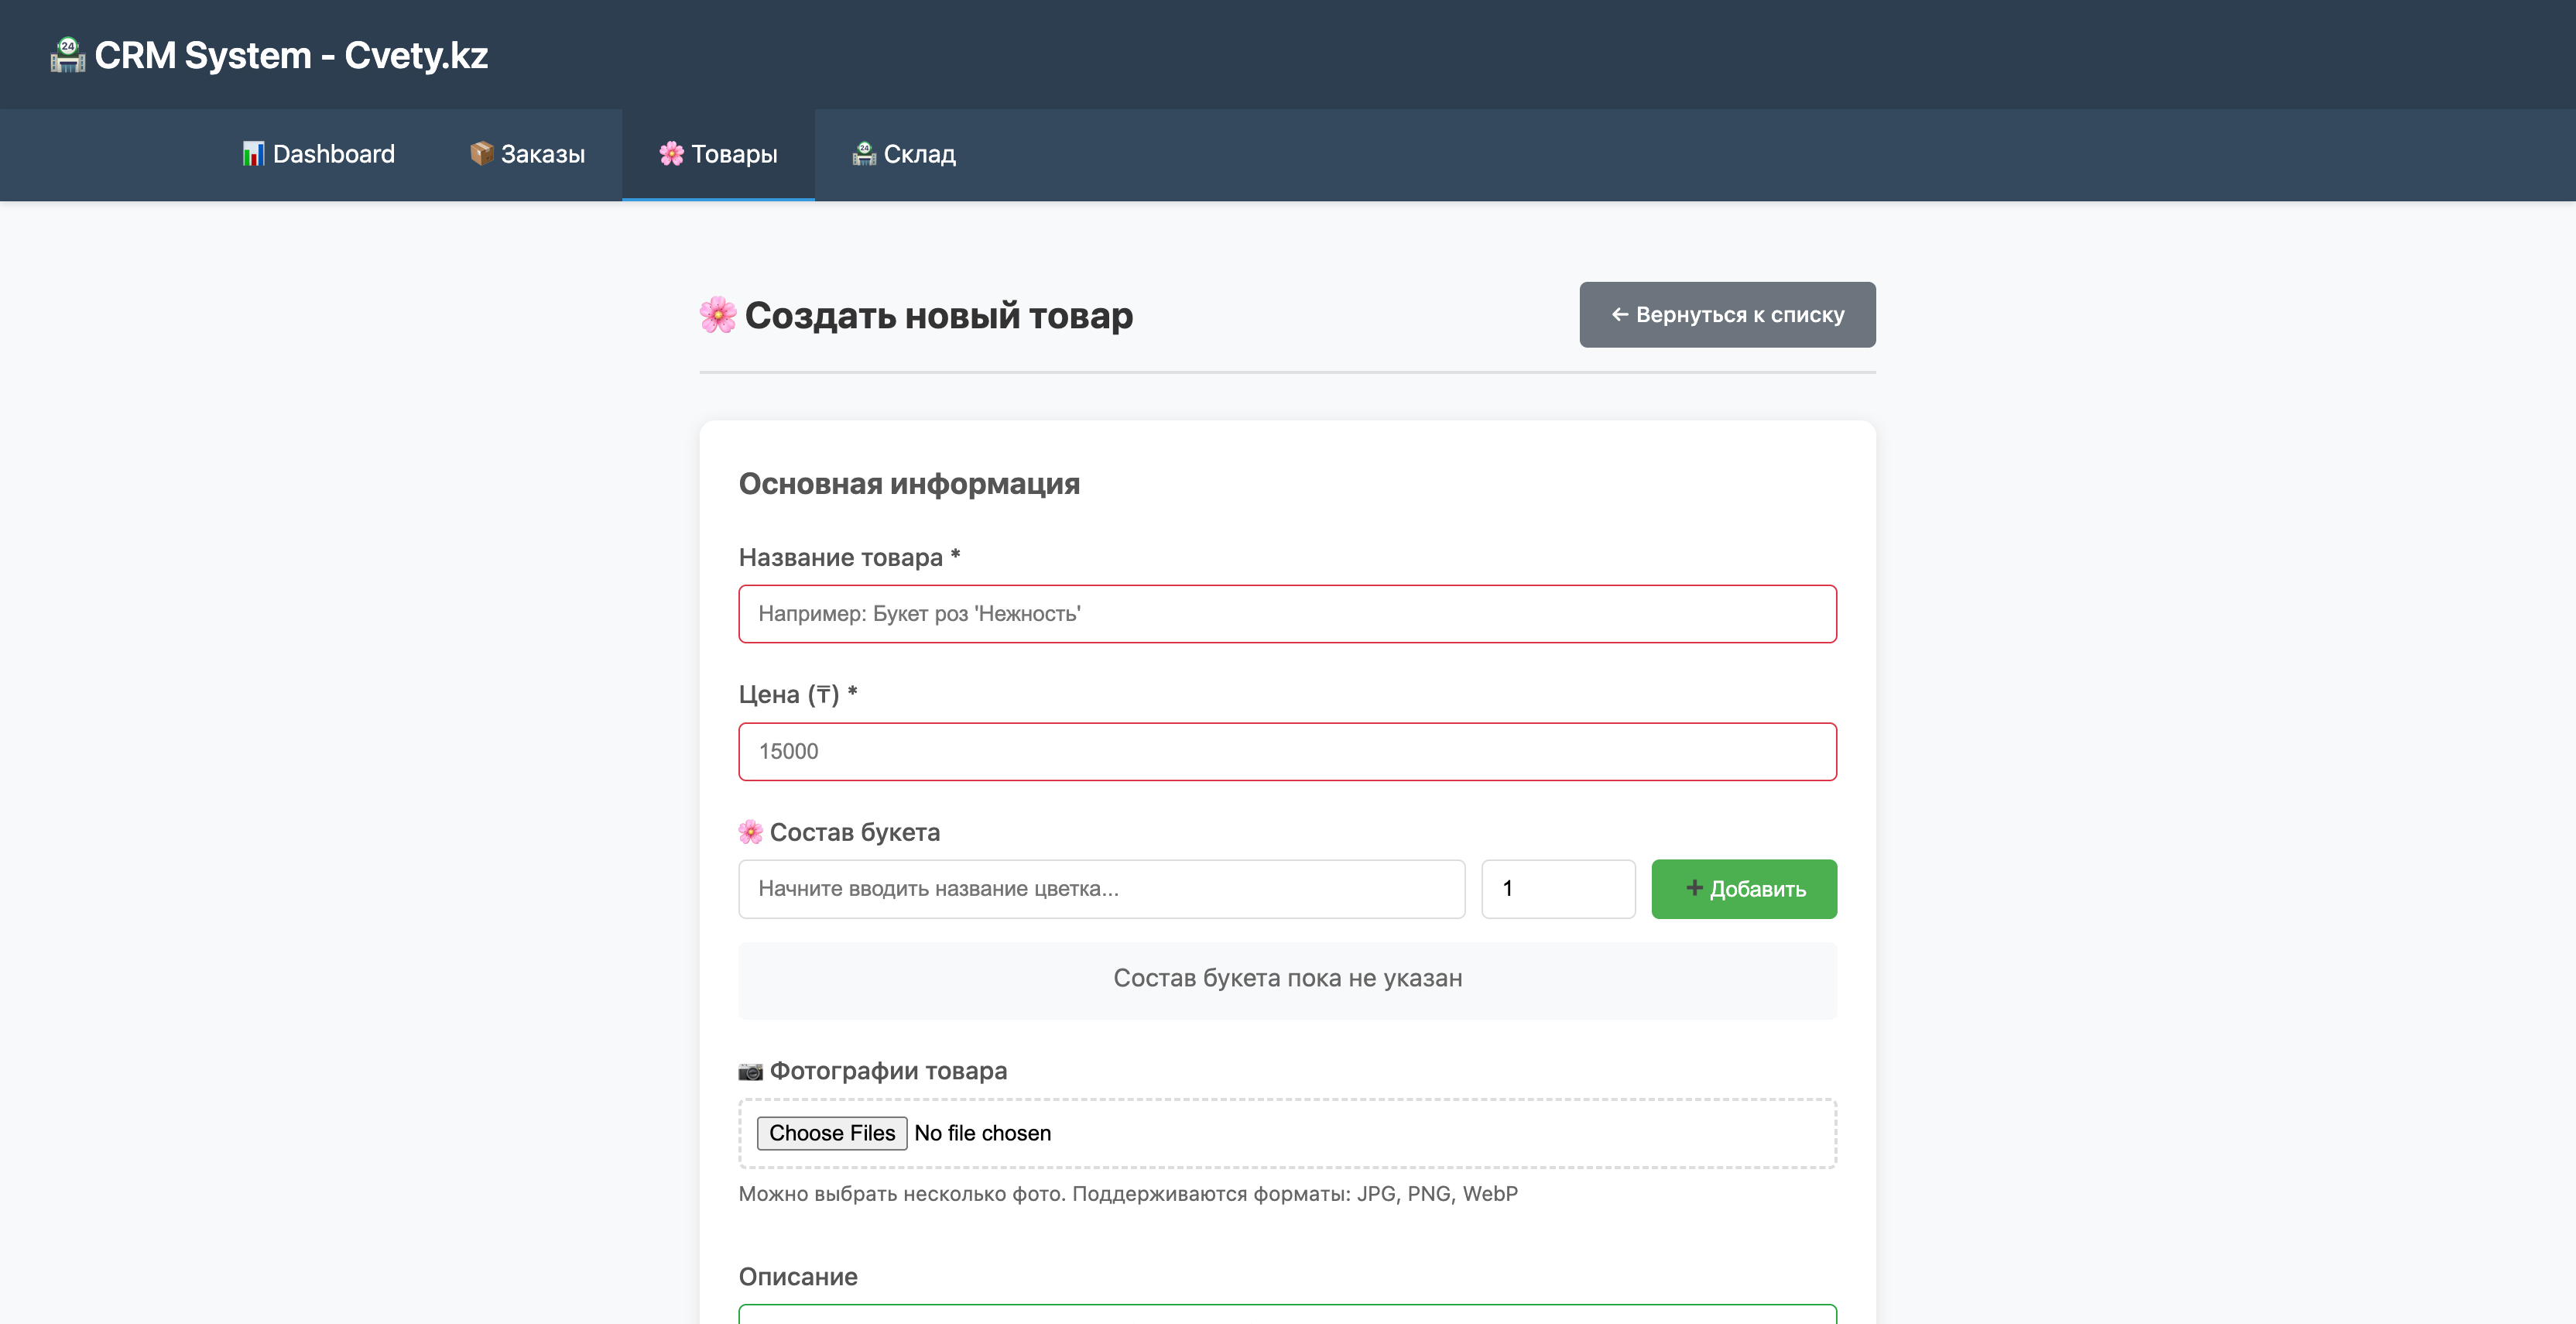 24 CRM System - Cvety.kz
Dashboard Заказы Товары 24 Склад
Создать новый товар
← Вернуться к списку
Основная информация
Название товара *
Например: Букет роз 'Нежность'
Цена (₸) *
15000
Состав букета
Начните вводить название цветка...
1
+ Добавить
Состав букета пока не указан
Фотографии товара
Choose Files No file chosen
Можно выбрать несколько фото. Поддерживаются форматы: JPG, PNG, WebP
Описание